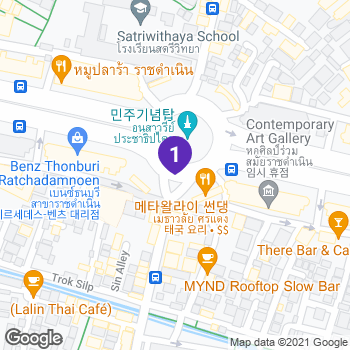 Satriwithaya School
โรงเรียนสตรีวิทยา
หมูปลาร้า ราชดำเนิน
민주기념탑
อนุสาวรีย์
ประชาธิปไต
Contemporary
Art Gallery
หอศิลป์ร่วม
สมัยราชดำเนิน
임시 휴점
1
Benz Thonburi
Ratchadamnoen
เบนซ์ธนบุรี
สาขาราชดำเนิน
메르세데스-벤츠 대리점
메타왈라이 썬댕
เมธาวลัย ศรแดง
태국 요리 • $$
There Bar & Ca
Trok Silp
Sin Alley
MYND Rooftop Slow Bar
(Lalin Thai Café)
Google
Map data ©2021 Google